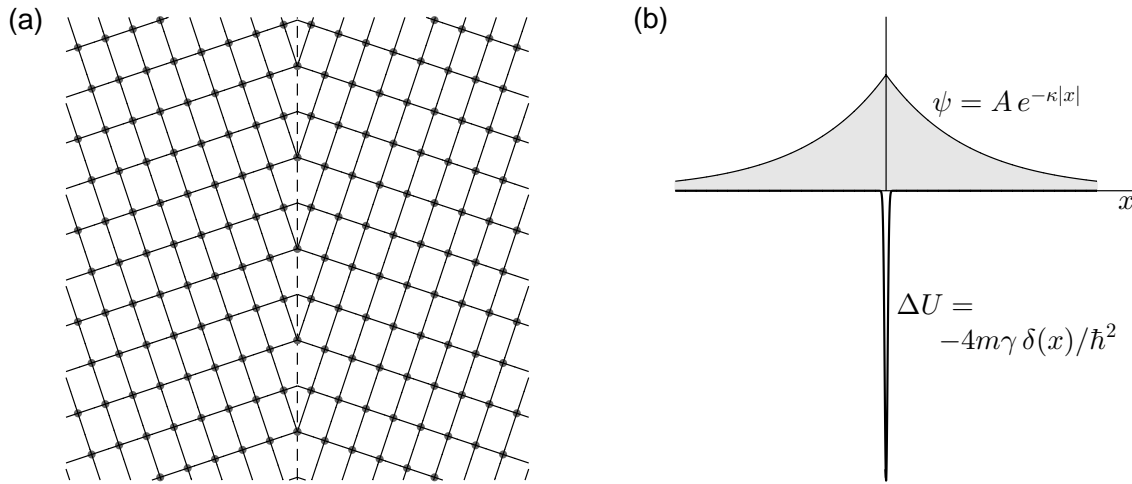 (a)
(b)
ψ = A e^{−κ|x|}
x
ΔU =
−4mγ δ(x)/ħ²